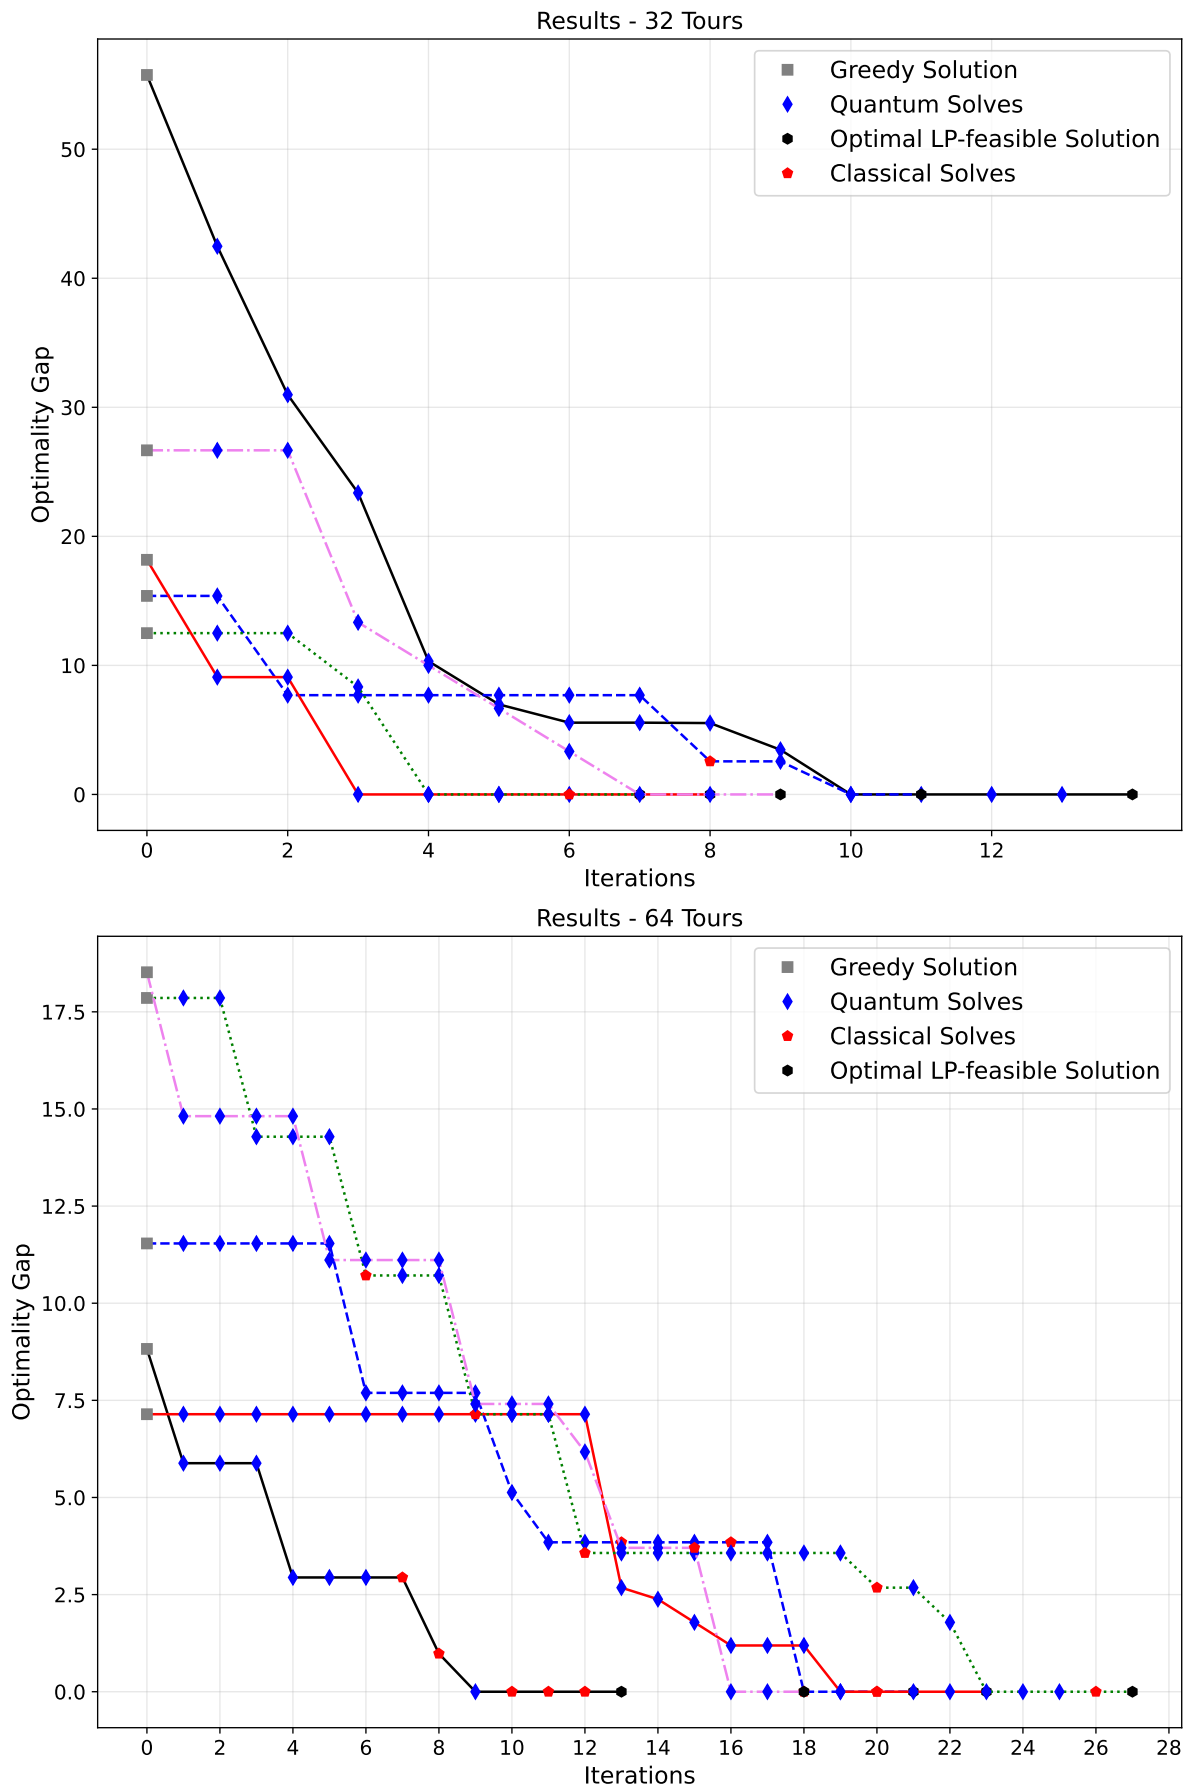 Results - 32 Tours
Greedy Solution
Quantum Solves
Optimal LP-feasible Solution
Classical Solves
Optimality Gap
50
40
30
20
10
0
0 2 4 6 8 10 12
Iterations
Results - 64 Tours
Greedy Solution
Quantum Solves
Classical Solves
Optimal LP-feasible Solution
Optimality Gap
17.5
15.0
12.5
10.0
7.5
5.0
2.5
0.0
0 2 4 6 8 10 12 14 16 18 20 22 24 26 28
Iterations